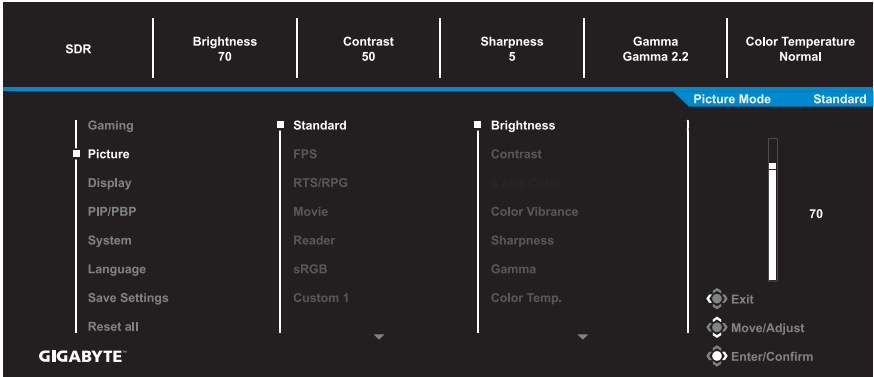 SDR
Brightness
70
Contrast
50
Sharpness
5
Gamma
Gamma 2.2
Color Temperature
Normal
Picture Mode Standard
Gaming
Picture
Display
PIP/PBP
System
Language
Save Settings
Reset all
Standard
FPS
RTS/RPG
Movie
Reader
sRGB
Custom 1
Brightness
Contrast
Color Vibrance
Sharpness
Gamma
Color Temp.
70
Exit
Move/Adjust
Enter/Confirm
GIGABYTE™